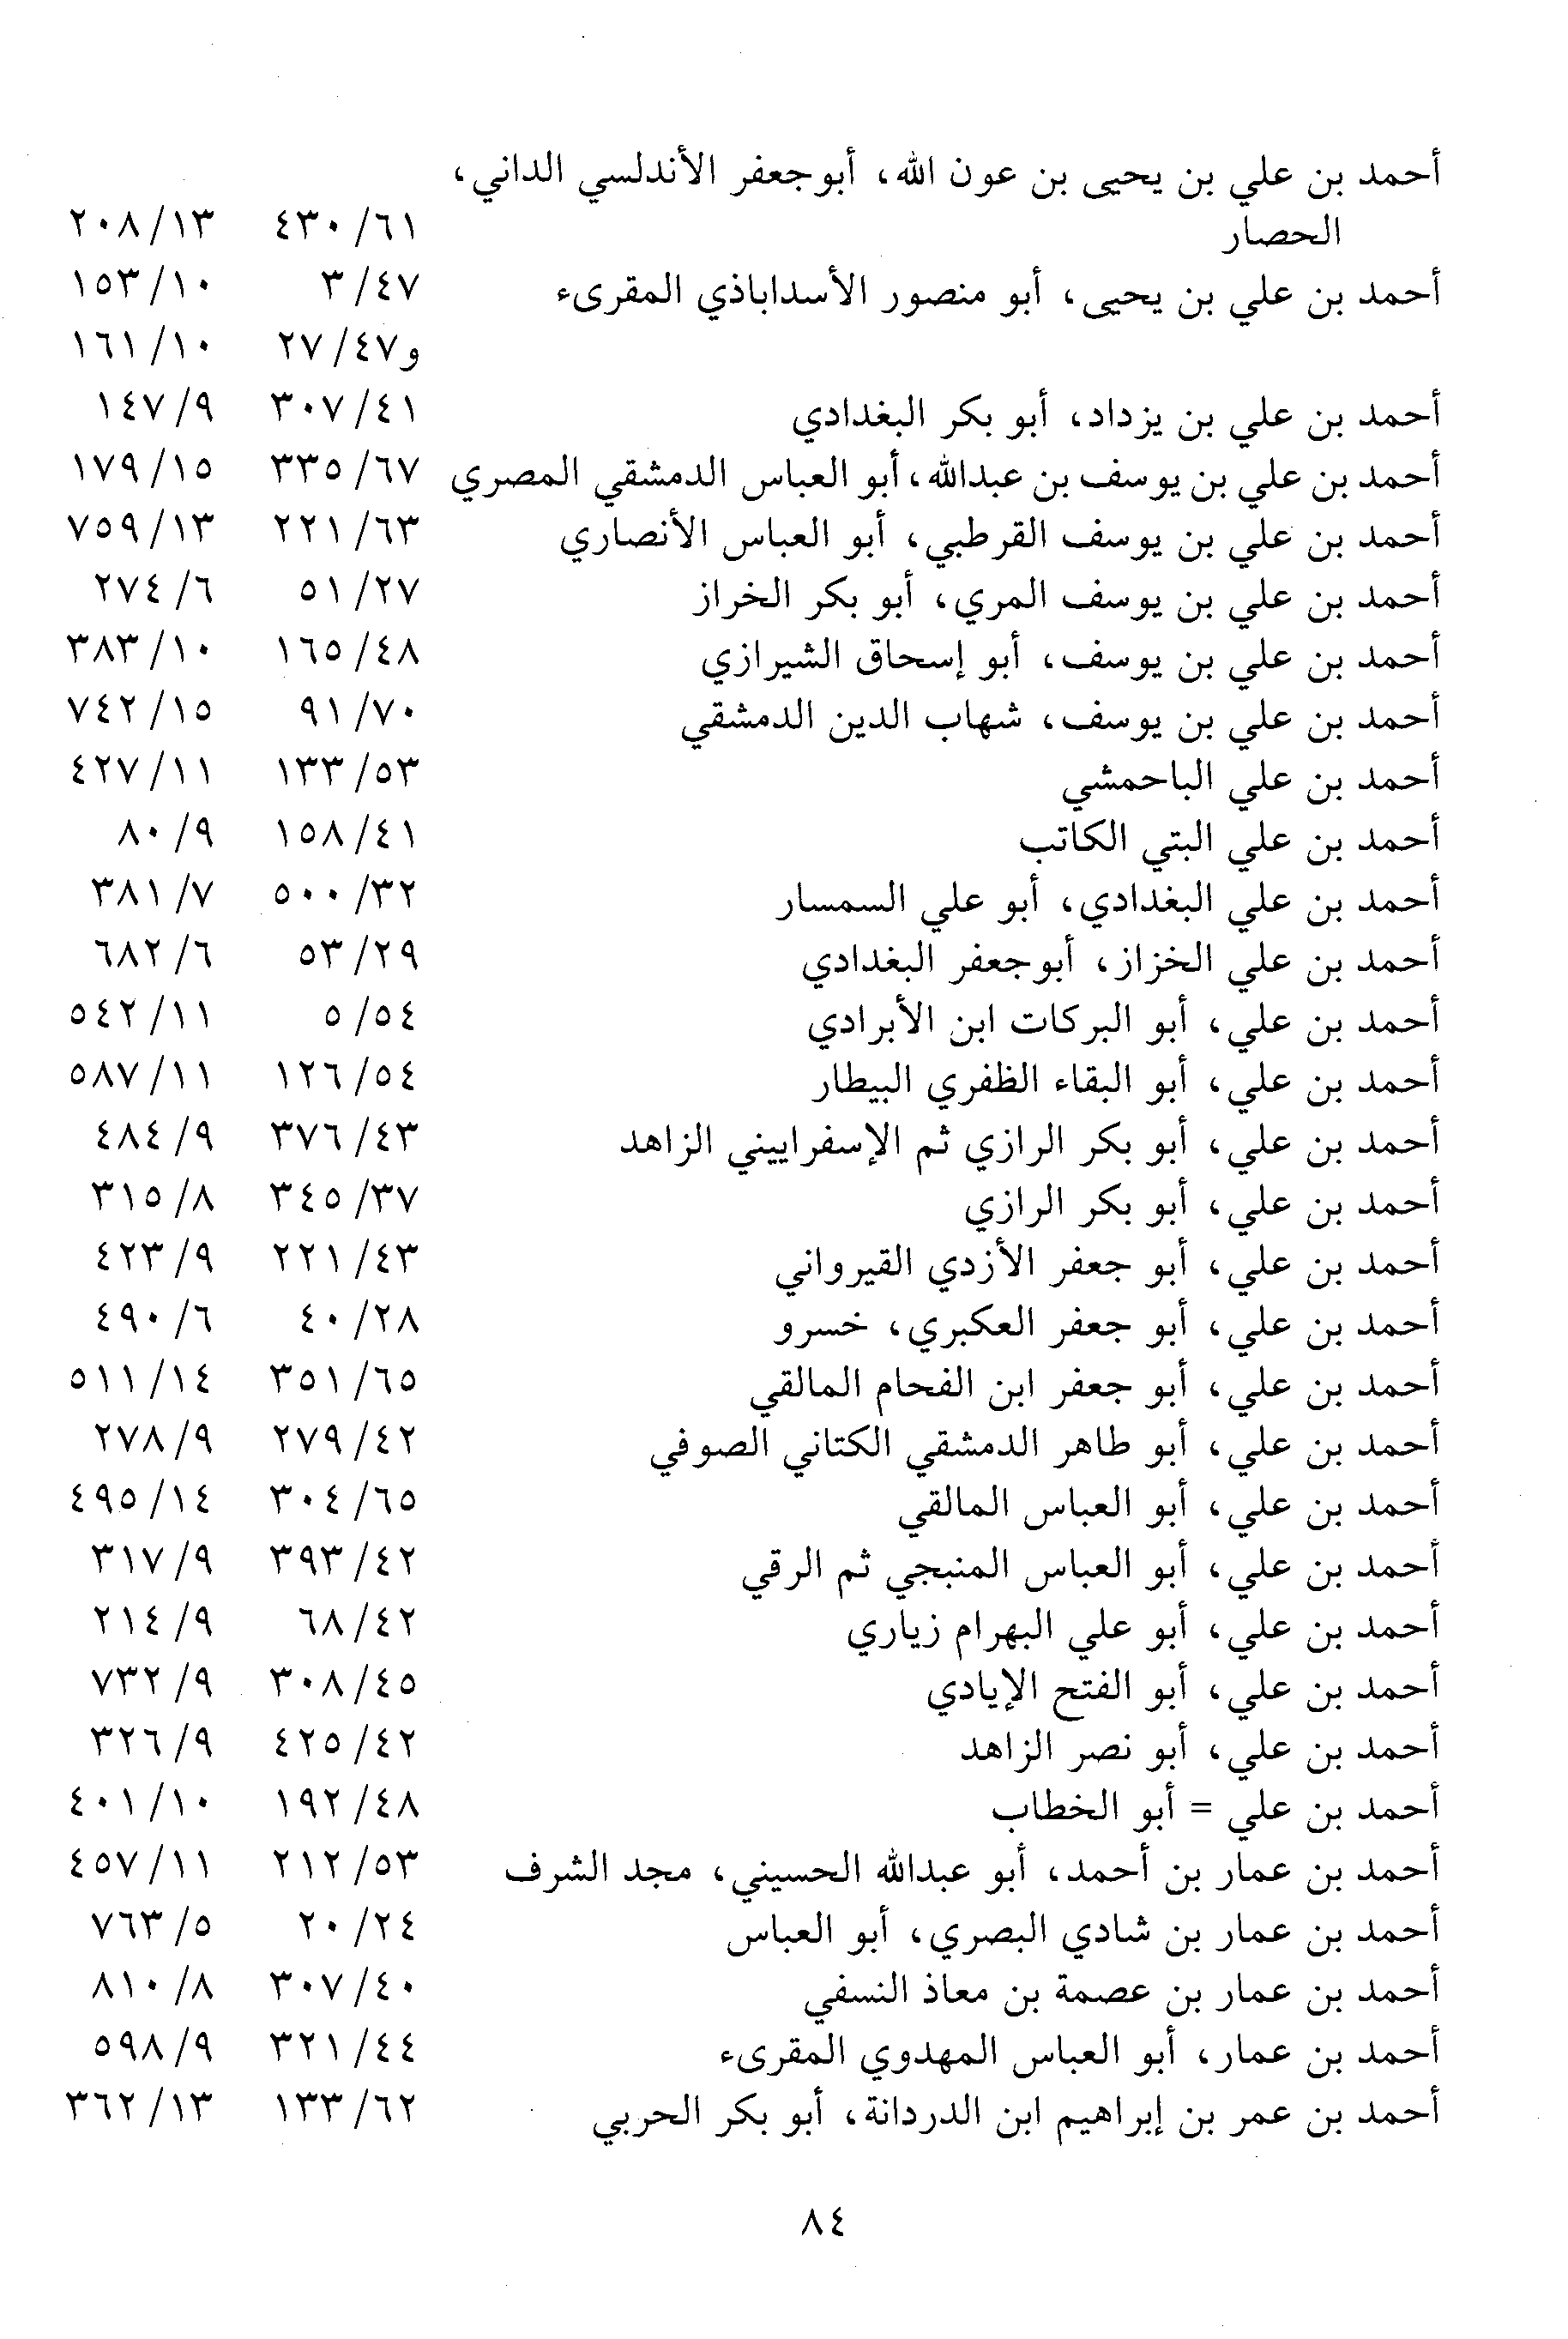 أحمد بن علي بن يحيى بن عون الله، أبوجعفر الأندلسي الداني،
الحصار ٤٣٠/٦١ ٢٠٨/١٣
أحمد بن علي بن يحيى، أبو منصور الأسداباذي المقرىء ٣/٤٧ ١٥٣/١٠
و٢٧/٤٧ ١٦١/١٠
أحمد بن علي بن يزداد، أبو بكر البغدادي ٣٠٧/٤١ ١٤٧/٩
أحمد بن علي بن يوسف بن عبدالله، أبو العباس الدمشقي المصري ٣٣٥/٦٧ ١٧٩/١٥
أحمد بن علي بن يوسف القرطبي، أبو العباس الأنصاري ٢٢١/٦٣ ٧٥٩/١٣
أحمد بن علي بن يوسف المري، أبو بكر الخراز ٥١/٢٧ ٢٧٤/٦
أحمد بن علي بن يوسف، أبو إسحاق الشيرازي ١٦٥/٤٨ ٣٨٣/١٠
أحمد بن علي بن يوسف، شهاب الدين الدمشقي ٩١/٧٠ ٧٤٢/١٥
أحمد بن علي الباحمشي ١٣٣/٥٣ ٤٢٧/١١
أحمد بن علي البتي الكاتب ١٥٨/٤١ ٨٠/٩
أحمد بن علي البغدادي، أبو علي السمسار ٥٠٠/٣٢ ٣٨١/٧
أحمد بن علي الخزاز، أبوجعفر البغدادي ٥٣/٢٩ ٦٨٢/٦
أحمد بن علي، أبو البركات ابن الأبرادي ٥/٥٤ ٥٤٢/١١
أحمد بن علي، أبو البقاء الظفري البيطار ١٢٦/٥٤ ٥٨٧/١١
أحمد بن علي، أبو بكر الرازي ثم الإسفراييني الزاهد ٣٧٦/٤٣ ٤٨٤/٩
أحمد بن علي، أبو بكر الرازي ٣٤٥/٣٧ ٣١٥/٨
أحمد بن علي، أبو جعفر الأزدي القيرواني ٢٢١/٤٣ ٤٢٣/٩
أحمد بن علي، أبو جعفر العكبري، خسرو ٤٠/٢٨ ٤٩٠/٦
أحمد بن علي، أبو جعفر ابن الفحام المالقي ٣٥١/٦٥ ٥١١/١٤
أحمد بن علي، أبو طاهر الدمشقي الكتاني الصوفي ٢٧٩/٤٢ ٢٧٨/٩
أحمد بن علي، أبو العباس المالقي ٣٠٤/٦٥ ٤٩٥/١٤
أحمد بن علي، أبو العباس المنبجي ثم الرقي ٣٩٣/٤٢ ٣١٧/٩
أحمد بن علي، أبو علي البهرام زياري ٦٨/٤٢ ٢١٤/٩
أحمد بن علي، أبو الفتح الإيادي ٣٠٨/٤٥ ٧٣٢/٩
أحمد بن علي، أبو نصر الزاهد ٤٢٥/٤٢ ٣٢٦/٩
أحمد بن علي = أبو الخطاب ١٩٢/٤٨ ٤٠١/١٠
أحمد بن عمار بن أحمد، أبو عبدالله الحسيني، مجد الشرف ٢١٢/٥٣ ٤٥٧/١١
أحمد بن عمار بن شادي البصري، أبو العباس ٢٠/٢٤ ٧٦٣/٥
أحمد بن عمار بن عصمة بن معاذ النسفي ٣٠٧/٤٠ ٨١٠/٨
أحمد بن عمار، أبو العباس المهدوي المقرىء ٣٢١/٤٤ ٥٩٨/٩
أحمد بن عمر بن إبراهيم ابن الدردانة، أبو بكر الحربي ١٣٣/٦٢ ٣٦٢/١٣
٨٤